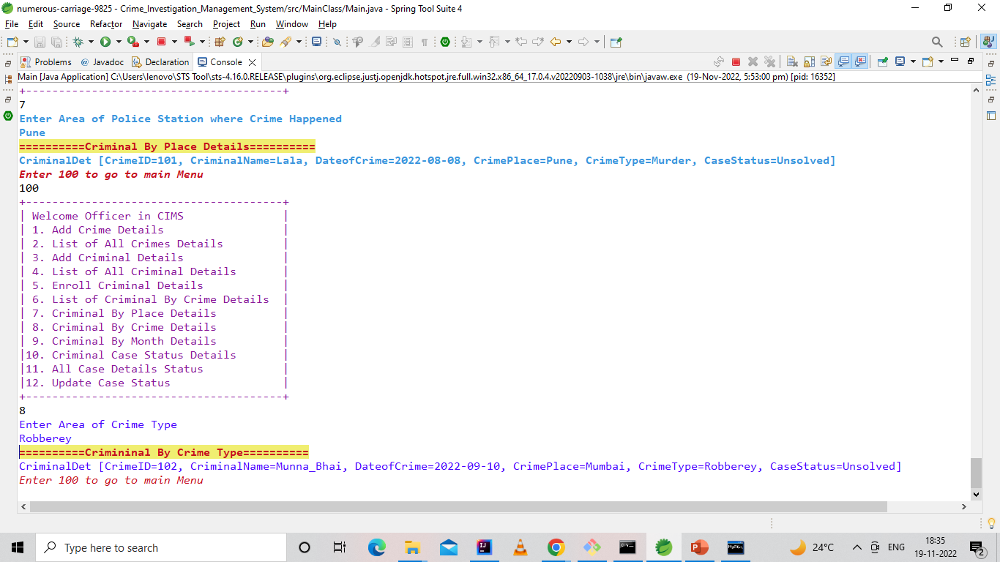 numerous-carriage-9825 - Crime_Investigation_Management_System/src/MainClass/Main.java - Spring Tool Suite 4
File Edit Source Refactor Navigate Search Project Run Window Help
Problems @ Javadoc Declaration Console
Main [Java Application] C:\Users\lenovo\STS Tool\sts-4.16.0.RELEASE\plugins\org.eclipse.justj.openjdk.hotspot.jre.full.win32.x86_64_17.0.4.v20220903-1038\jre\bin\javaw.exe (19-Nov-2022, 5:53:00 pm) [pid: 16352]
+---------------------------------------+
7
Enter Area of Police Station where Crime Happened
Pune
==========Criminal By Place Details==========
CriminalDet [CrimeID=101, CriminalName=Lala, DateofCrime=2022-08-08, CrimePlace=Pune, CrimeType=Murder, CaseStatus=Unsolved]
Enter 100 to go to main Menu
100
+---------------------------------------+
| Welcome Officer in CIMS |
| 1. Add Crime Details |
| 2. List of All Crimes Details |
| 3. Add Criminal Details |
| 4. List of All Criminal Details |
| 5. Enroll Criminal Details |
| 6. List of Criminal By Crime Details |
| 7. Criminal By Place Details |
| 8. Criminal By Crime Details |
| 9. Criminal By Month Details |
|10. Criminal Case Status Details |
|11. All Case Details Status |
|12. Update Case Status |
+---------------------------------------+
8
Enter Area of Crime Type
Robberey
==========Crimininal By Crime Type==========
CriminalDet [CrimeID=102, CriminalName=Munna_Bhai, DateofCrime=2022-09-10, CrimePlace=Mumbai, CrimeType=Robberey, CaseStatus=Unsolved]
Enter 100 to go to main Menu
Type here to search
24°C
ENG
18:35
19-11-2022
2